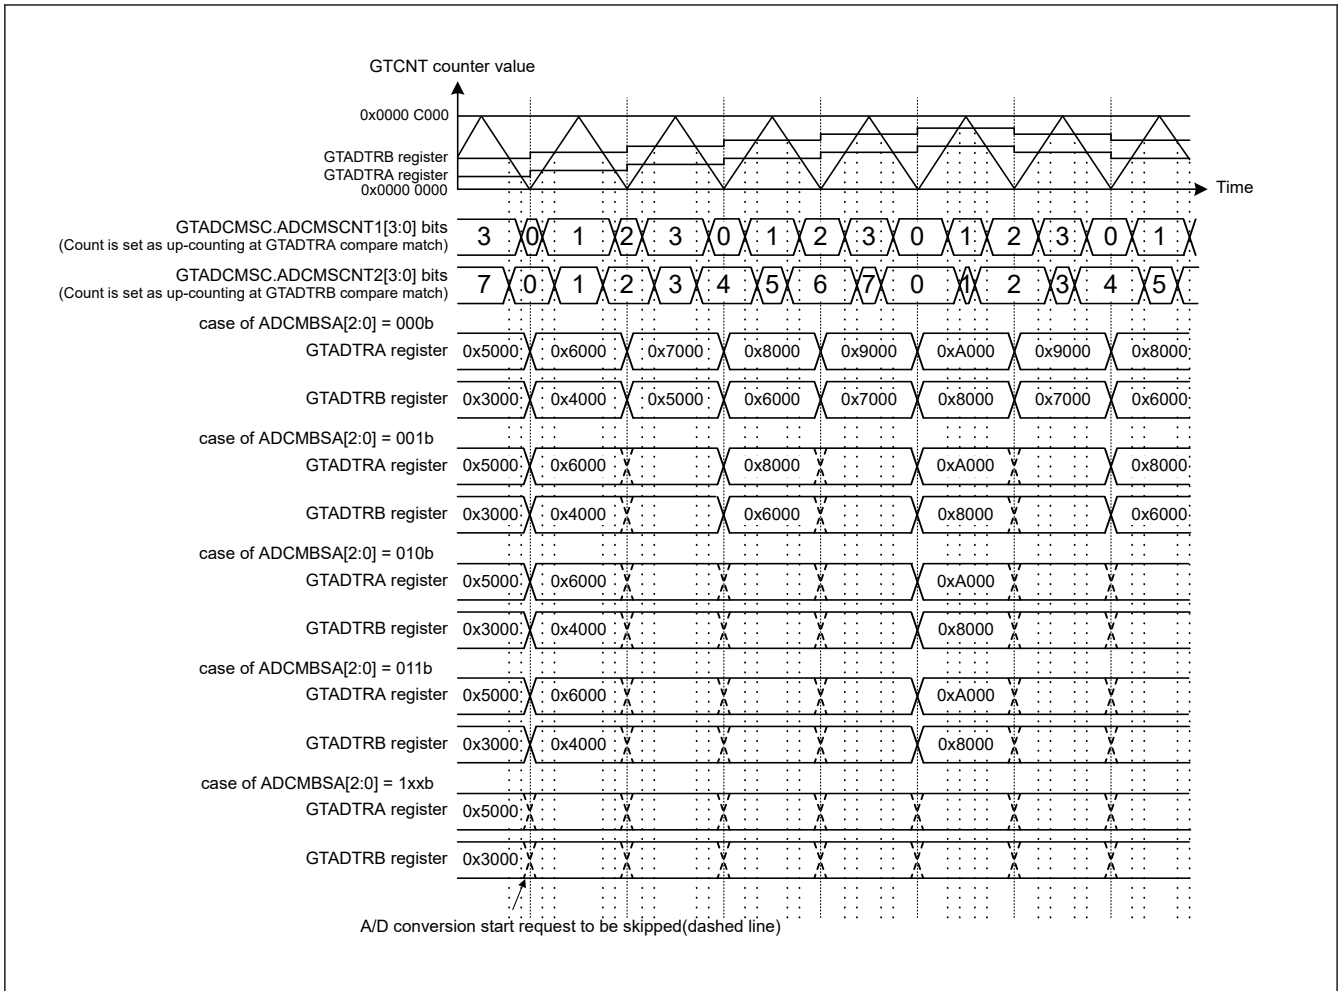 GTCNT counter value
0x0000 C000
GTADTRB register
GTADTRA register
0x0000 0000
Time
GTADCMSC.ADCMSCNT1[3:0] bits
(Count is set as up-counting at GTADTRA compare match)
3 0 1 2 3 0 1 2 3 0 1 2 3 0 1
GTADCMSC.ADCMSCNT2[3:0] bits
(Count is set as up-counting at GTADTRB compare match)
7 0 1 2 3 4 5 6 7 0 1 2 3 4 5
case of ADCMBSA[2:0] = 000b
GTADTRA register 0x5000 0x6000 0x7000 0x8000 0x9000 0xA000 0x9000 0x8000
GTADTRB register 0x3000 0x4000 0x5000 0x6000 0x7000 0x8000 0x7000 0x6000
case of ADCMBSA[2:0] = 001b
GTADTRA register 0x5000 0x6000 0x8000 0xA000 0x8000
GTADTRB register 0x3000 0x4000 0x6000 0x8000 0x6000
case of ADCMBSA[2:0] = 010b
GTADTRA register 0x5000 0x6000 0xA000
GTADTRB register 0x3000 0x4000 0x8000
case of ADCMBSA[2:0] = 011b
GTADTRA register 0x5000 0x6000 0xA000
GTADTRB register 0x3000 0x4000 0x8000
case of ADCMBSA[2:0] = 1xxb
GTADTRA register 0x5000
GTADTRB register 0x3000
A/D conversion start request to be skipped(dashed line)